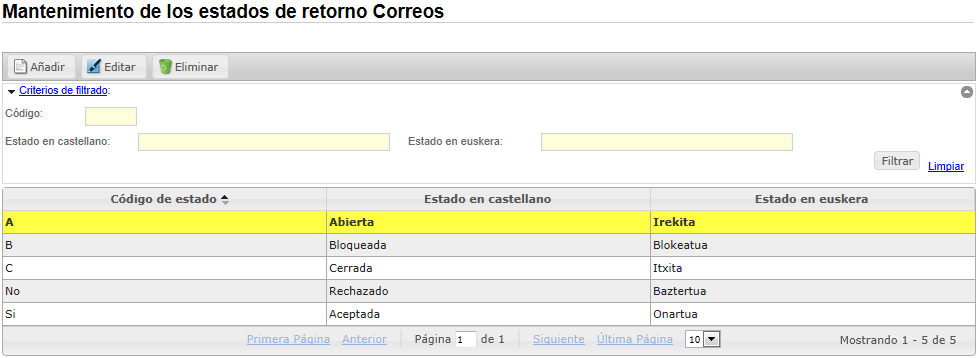 Mantenimiento de los estados de retorno Correos
Añadir Editar Eliminar
Criterios de filtrado:
Código:
Estado en castellano: Estado en euskera:
Filtrar Limpiar
Código de estado Estado en castellano Estado en euskera
A Abierta Irekita
B Bloqueada Blokeatua
C Cerrada Itxita
No Rechazado Baztertua
Si Aceptada Onartua
Primera Página Anterior Página 1 de 1 Siguiente Última Página 10 Mostrando 1 - 5 de 5